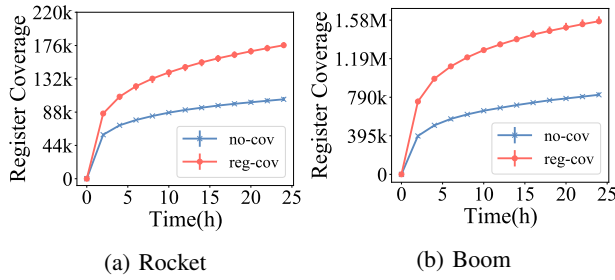 220k
176k
132k
88k
44k
0
Register Coverage
no-cov
reg-cov
0 5 10 15 20 25
Time(h)
(a) Rocket
1.58M
1.19M
790k
395k
0
Register Coverage
no-cov
reg-cov
0 5 10 15 20 25
Time(h)
(b) Boom